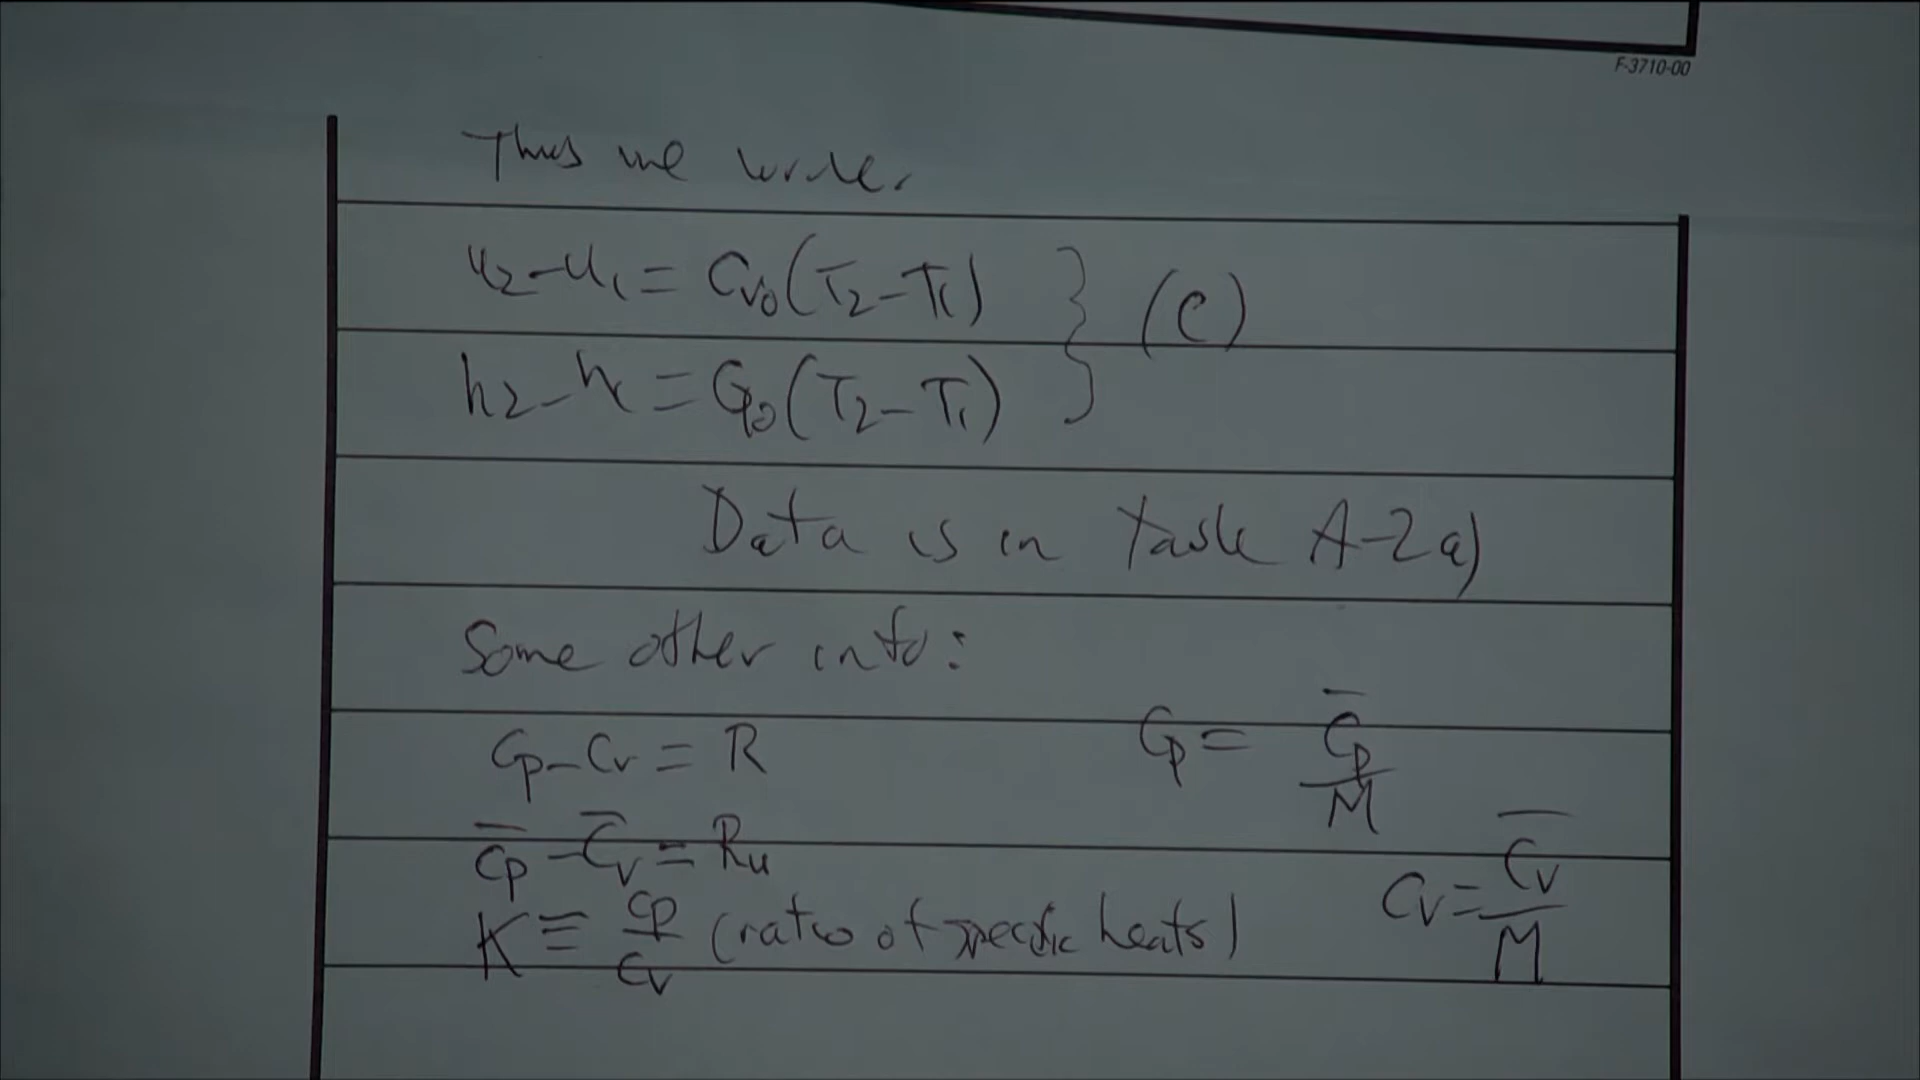 F-3710-00
Thus we write.
u₂-u₁ = Cv₀(T₂-T₁) } (C)
h₂-h₁ = Cp₀(T₂-T₁)
Data is in Table A-2a)
Some other info:
Cp-Cv = R
Cp = C̅p/M
C̅p - C̅v = Ru
Cv = C̅v/M
K ≡ Cp/Cv (ratio of specific heats)